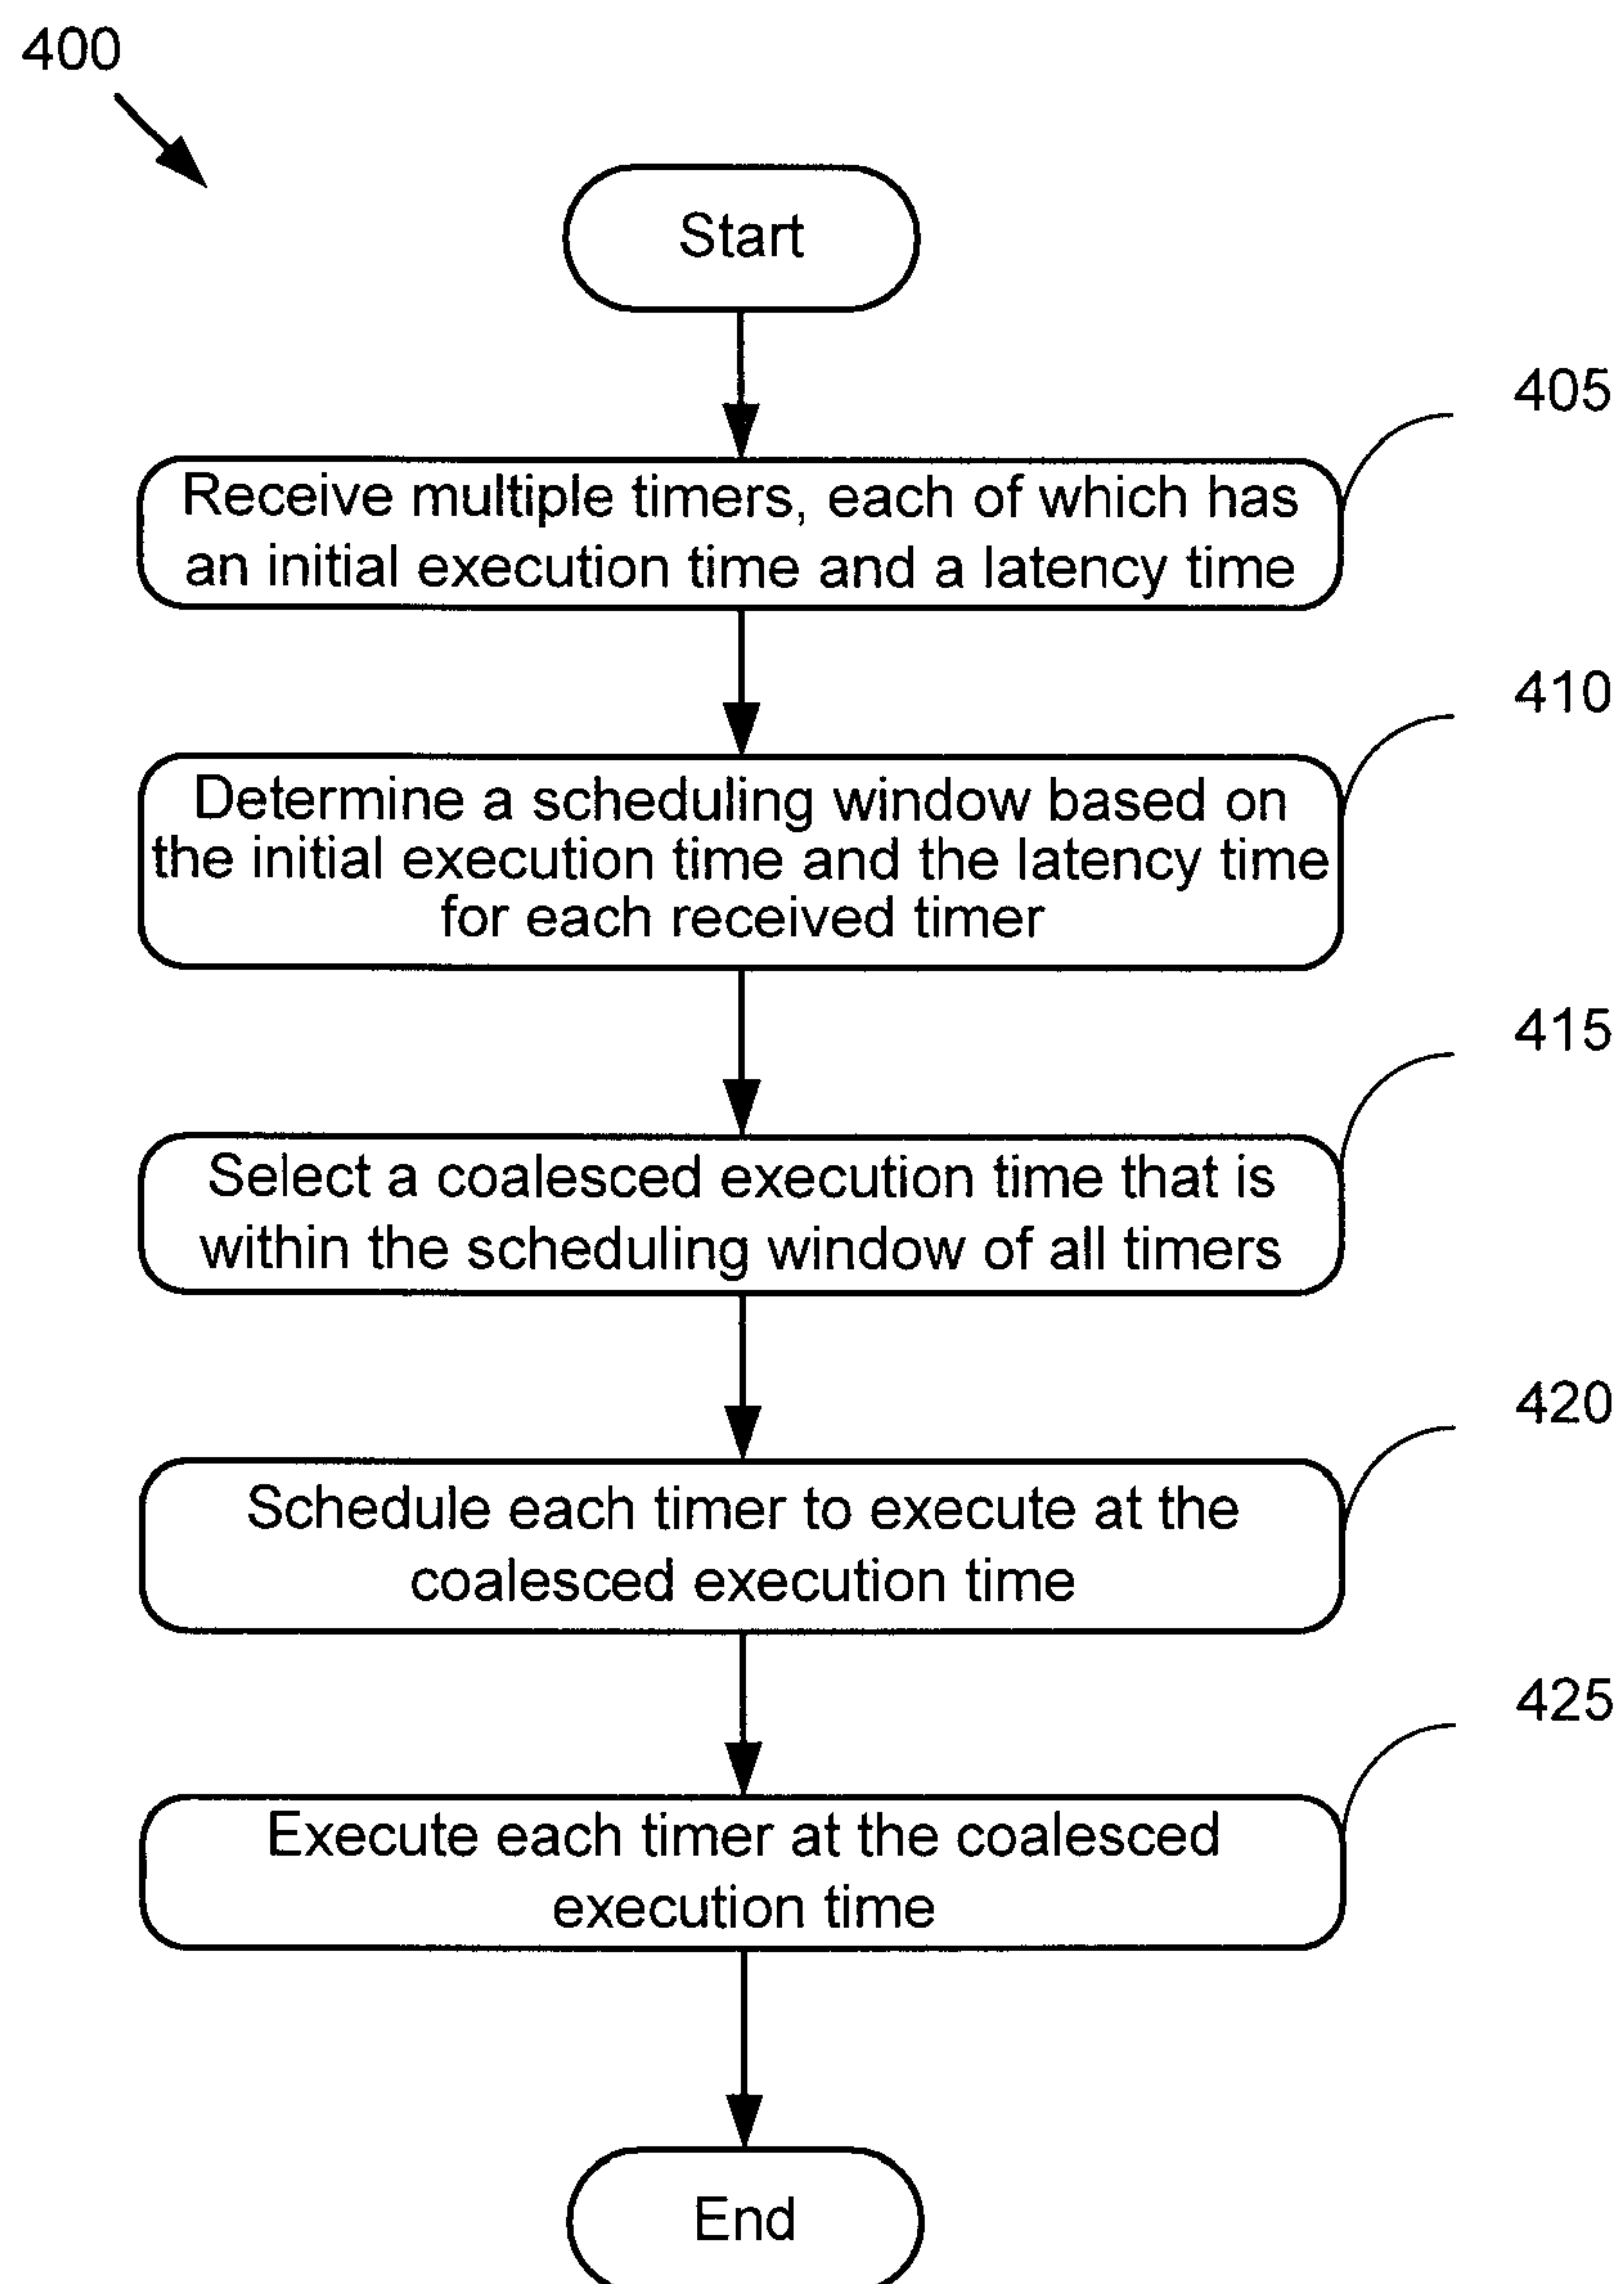 400
Start
405
Receive multiple timers, each of which has
an initial execution time and a latency time
410
Determine a scheduling window based on
the initial execution time and the latency time
for each received timer
415
Select a coalesced execution time that is
within the scheduling window of all timers
420
Schedule each timer to execute at the
coalesced execution time
425
Execute each timer at the coalesced
execution time
End